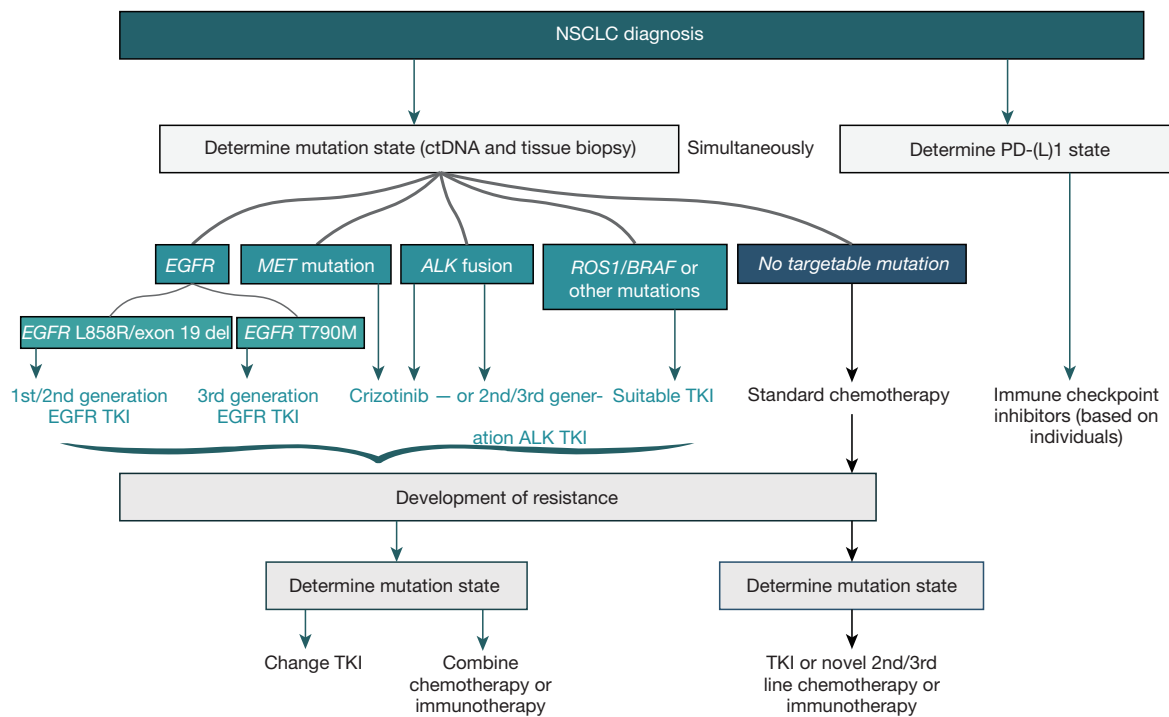 NSCLC diagnosis
Determine mutation state (ctDNA and tissue biopsy)
Simultaneously
Determine PD-(L)1 state
EGFR
MET mutation
ALK fusion
ROS1/BRAF or
other mutations
No targetable mutation
EGFR L858R/exon 19 del
EGFR T790M
1st/2nd generation
EGFR TKI
3rd generation
EGFR TKI
Crizotinib — or 2nd/3rd gener-
ation ALK TKI
Suitable TKI
Standard chemotherapy
Immune checkpoint
inhibitors (based on
individuals)
Development of resistance
Determine mutation state
Determine mutation state
Change TKI
Combine
chemotherapy or
immunotherapy
TKI or novel 2nd/3rd
line chemotherapy or
immunotherapy